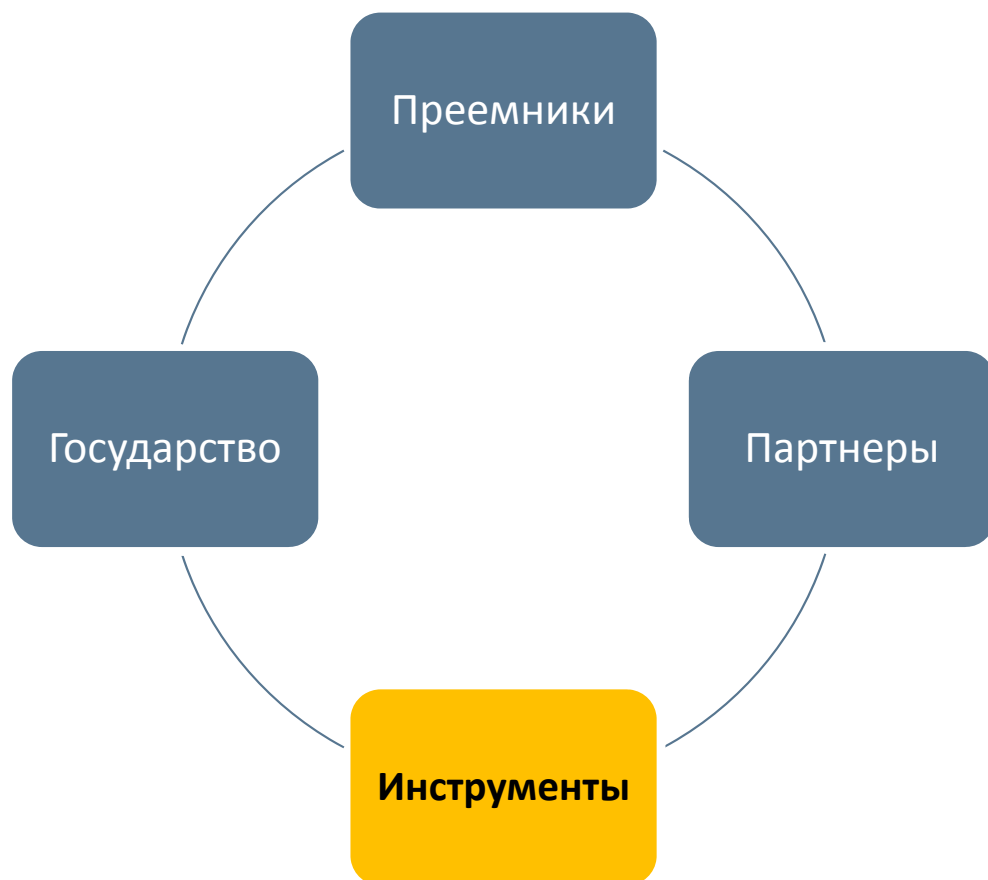 Преемники
Государство
Партнеры
Инструменты